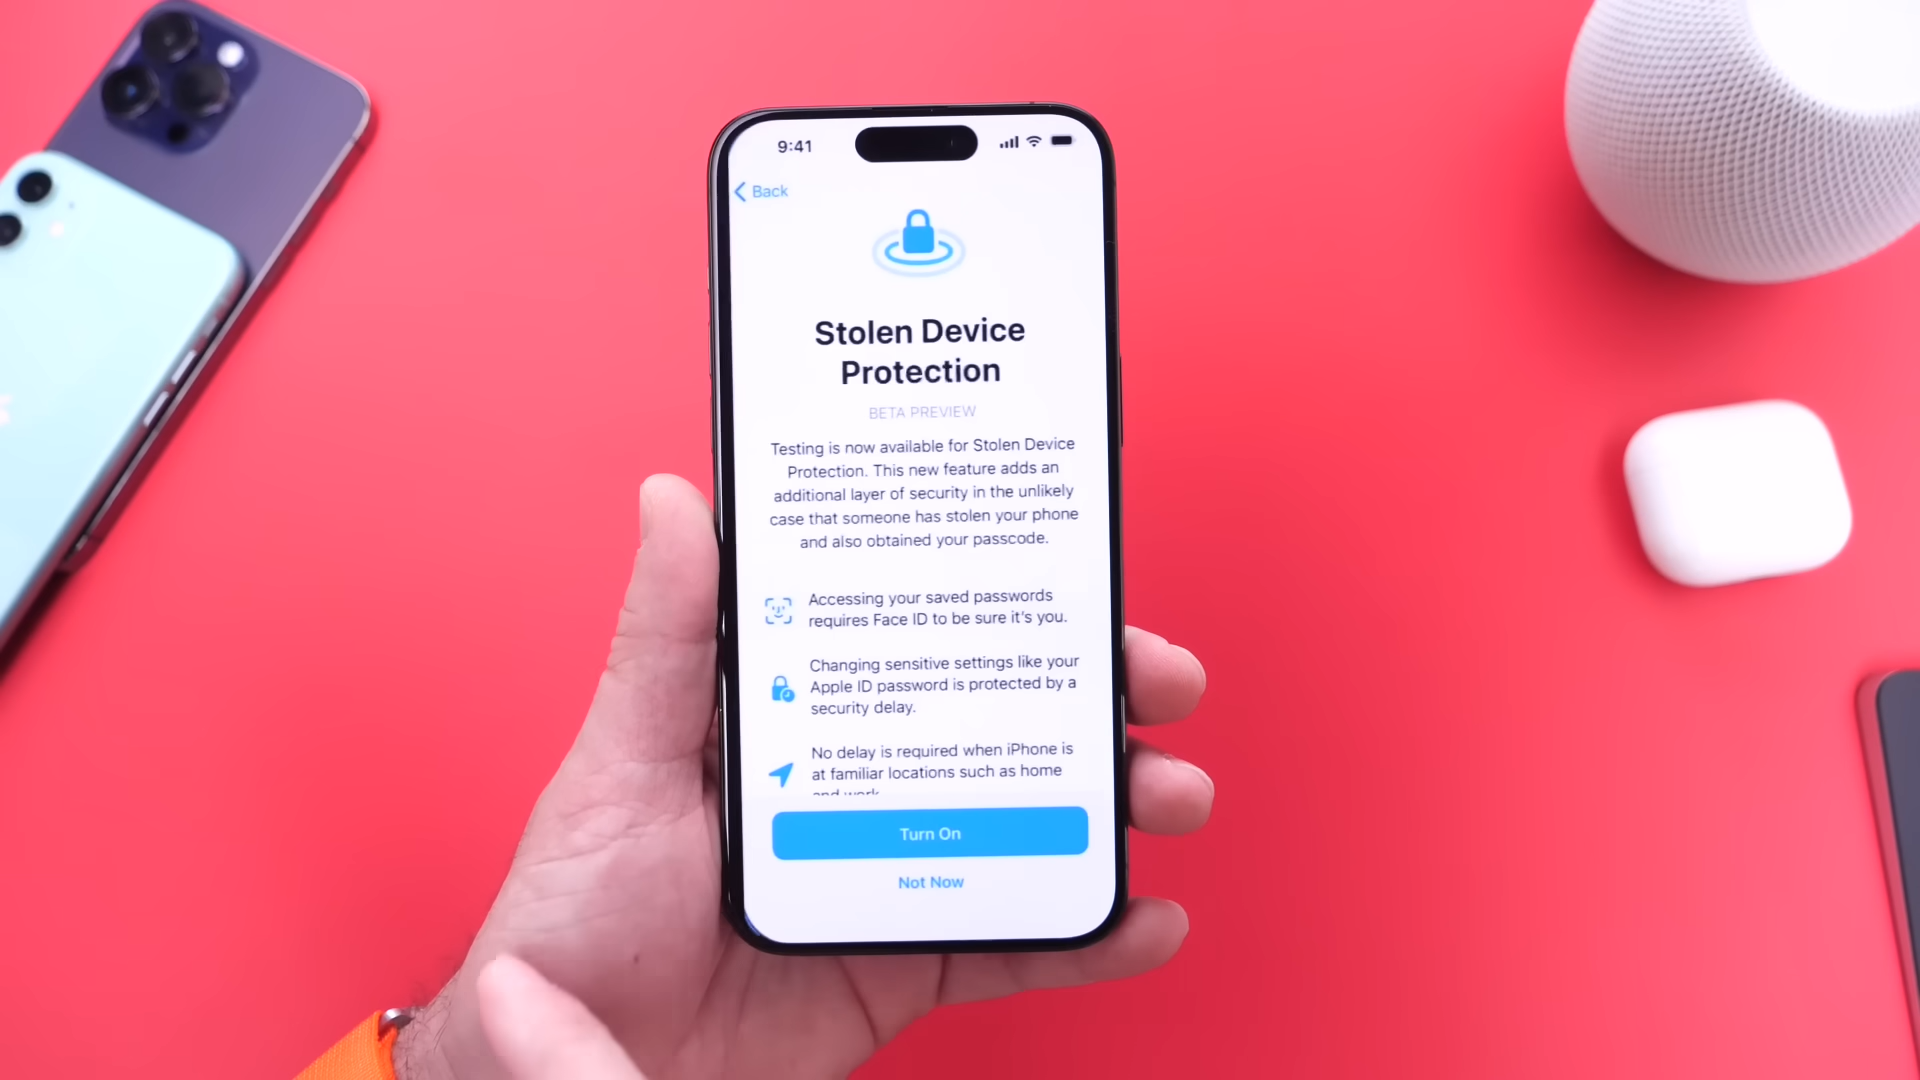 9:41
Back
Stolen Device
Protection
BETA PREVIEW
Testing is now available for Stolen Device
Protection. This new feature adds an
additional layer of security in the unlikely
case that someone has stolen your phone
and also obtained your passcode.
Accessing your saved passwords
requires Face ID to be sure it's you.
Changing sensitive settings like your
Apple ID password is protected by a
security delay.
No delay is required when iPhone is
at familiar locations such as home
and work
Turn On
Not Now